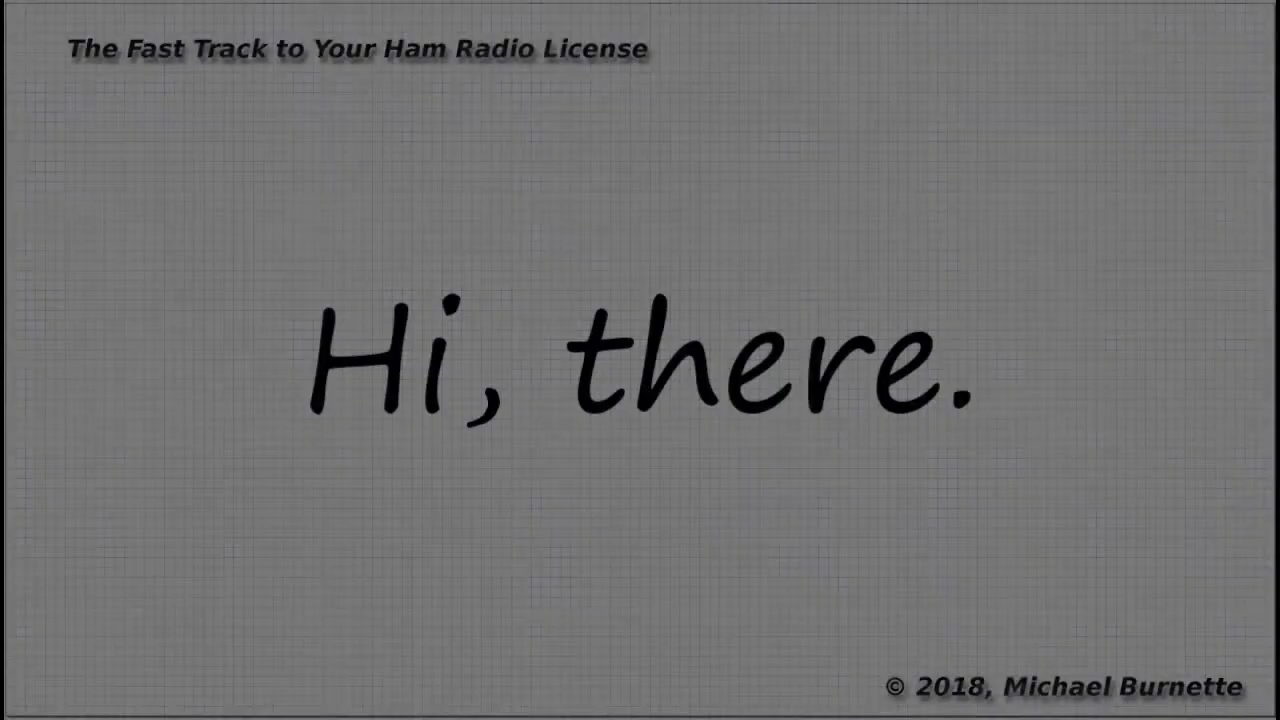 The Fast Track to Your Ham Radio License
Hi, there.
© 2018, Michael Burnette